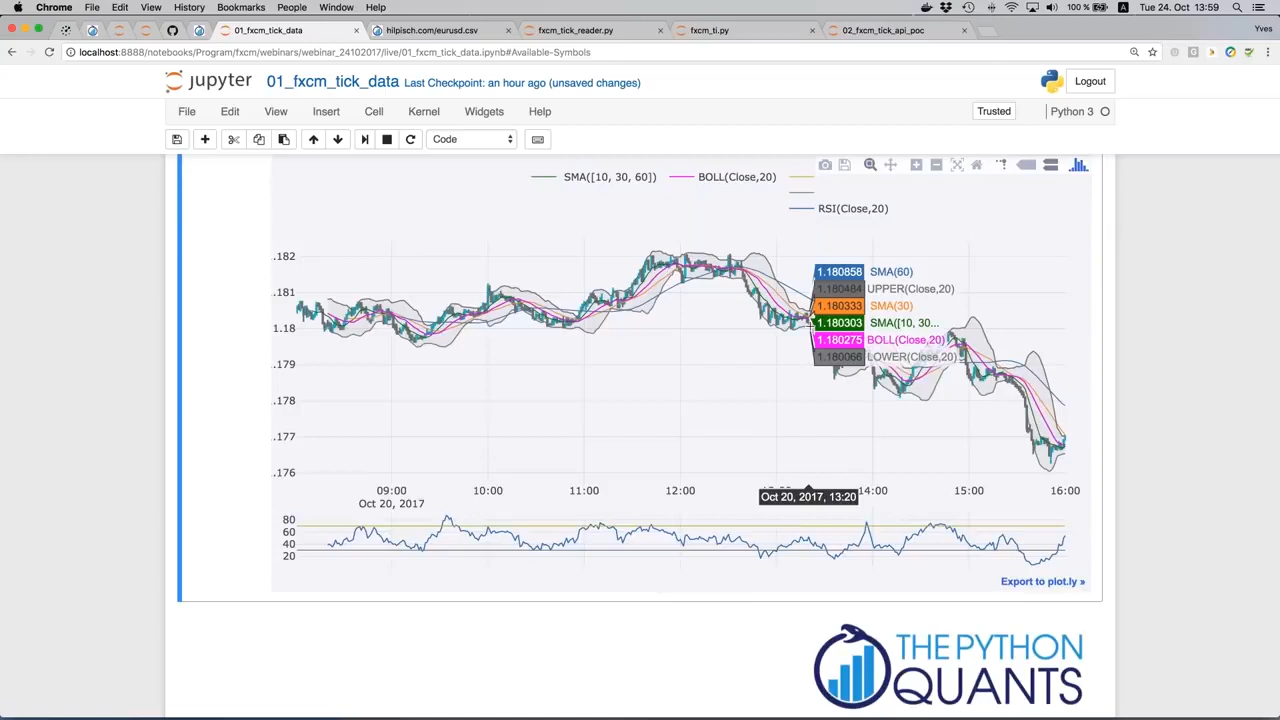 Chrome File Edit View History Bookmarks People Window Help 100 % A Tue 24. Oct 13:59
01_fxcm_tick_data hilpisch.com/eurusd.csv fxcm_tick_reader.py fxcm_ti.py 02_fxcm_tick_api_poc Yves
localhost:8888/notebooks/Program/fxcm/webinars/webinar_24102017/live/01_fxcm_tick_data.ipynb#Available-Symbols
jupyter 01_fxcm_tick_data Last Checkpoint: an hour ago (unsaved changes) Logout
File Edit View Insert Cell Kernel Widgets Help Trusted Python 3
Code
SMA([10, 30, 60]) BOLL(Close,20)
RSI(Close,20)
.182
1.180858 SMA(60)
1.180484 UPPER(Close,20)
.181
1.180333 SMA(30)
1.180303 SMA([10, 30...
.18
1.180275 BOLL(Close,20)
1.180066 LOWER(Close,20)
.179
.178
.177
.176
09:00 10:00 11:00 12:00 14:00 15:00 16:00
Oct 20, 2017 Oct 20, 2017, 13:20
80
60
40
20
Export to plot.ly »
THE PYTHON
QUANTS